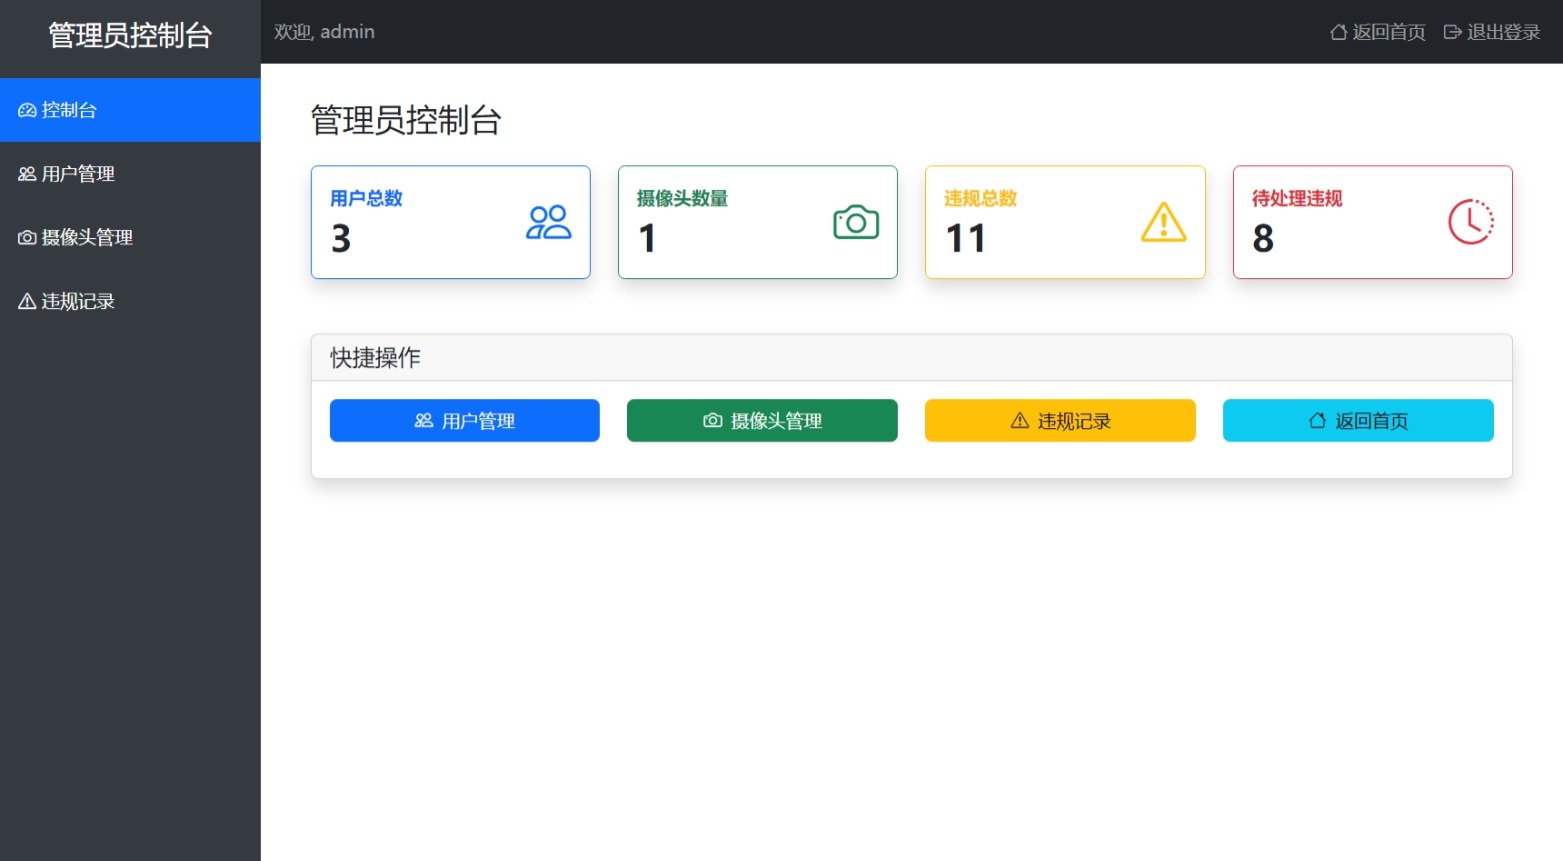 管理员控制台
欢迎, admin
返回首页 退出登录
控制台
用户管理
摄像头管理
违规记录
管理员控制台
用户总数
3
摄像头数量
1
违规总数
11
待处理违规
8
快捷操作
用户管理
摄像头管理
违规记录
返回首页